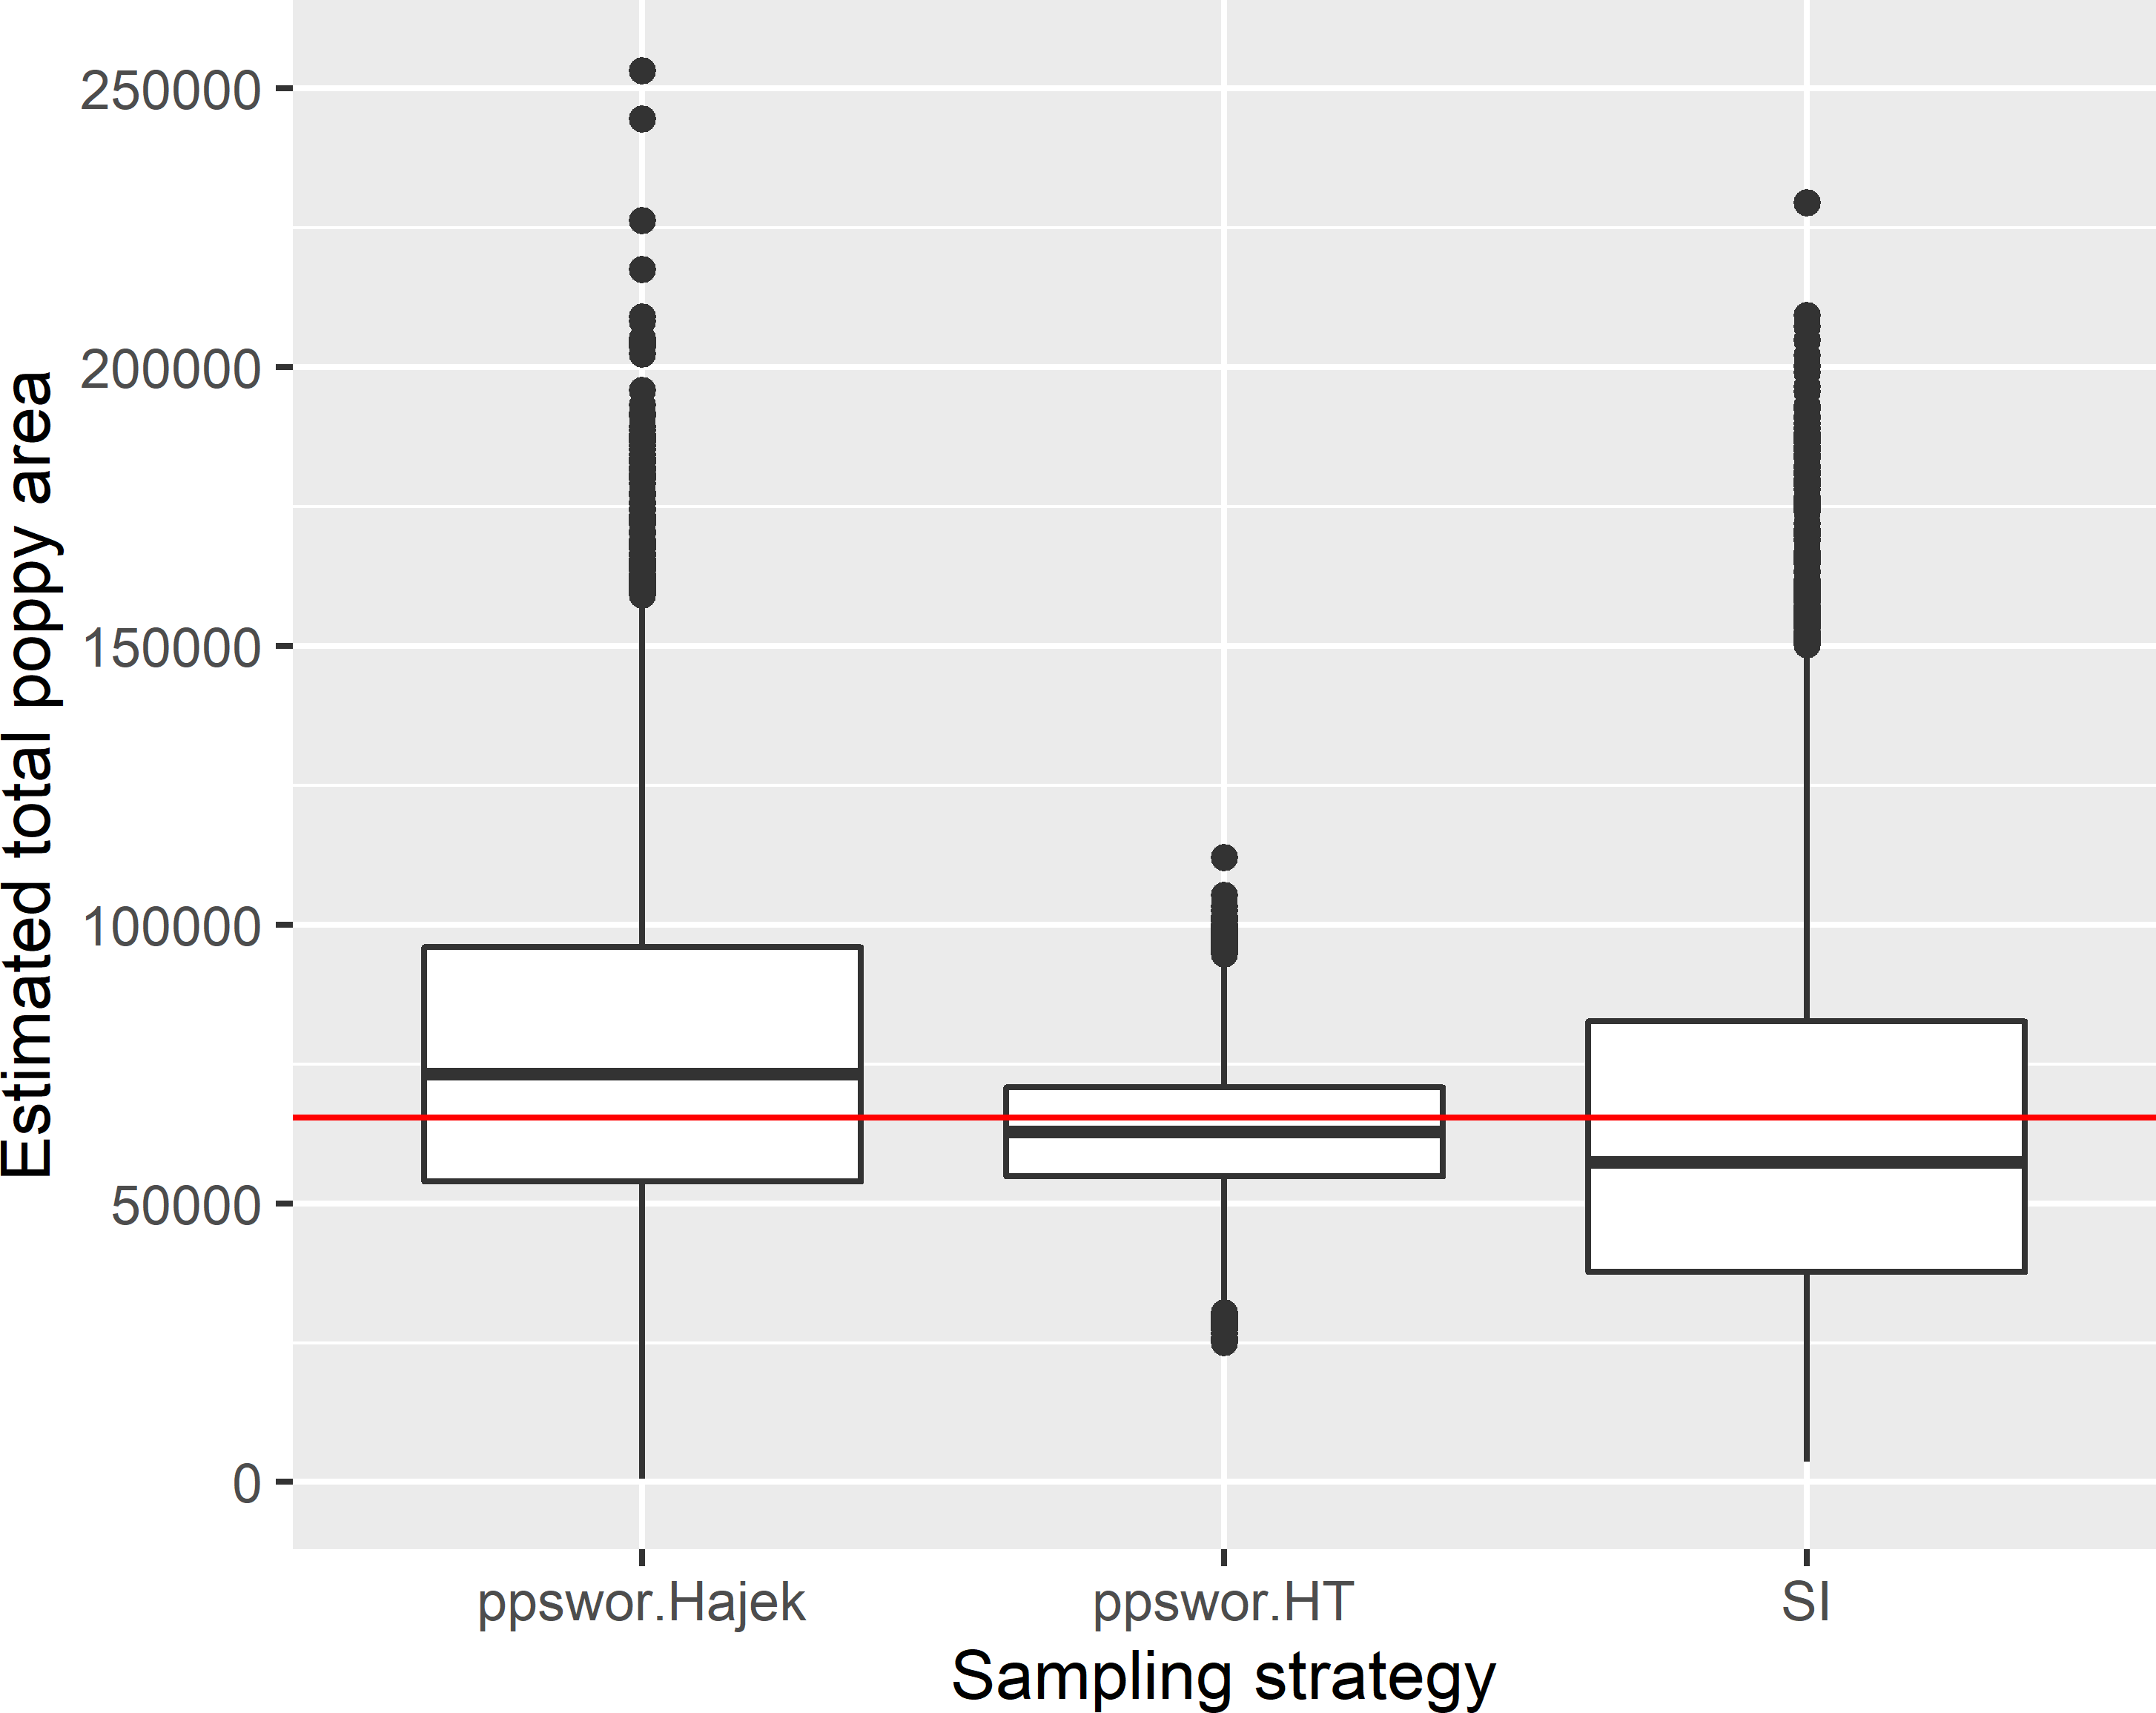 Estimated total poppy area
250000
200000
150000
100000
50000
0
ppswor.Hajek
ppswor.HT
SI
Sampling strategy